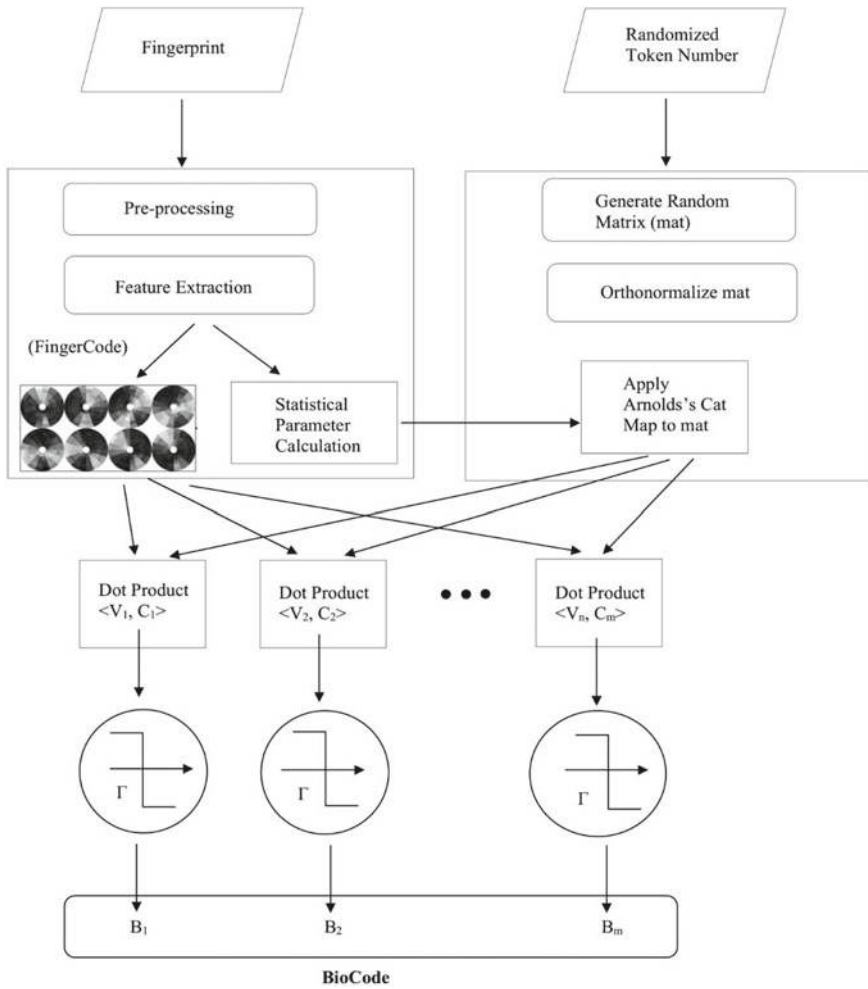 Fingerprint
Randomized
Token Number
Pre-processing
Feature Extraction
(FingerCode)
Statistical
Parameter
Calculation
Generate Random
Matrix (mat)
Orthonormalize mat
Apply
Arnolds's Cat
Map to mat
Dot Product
<V₁, C₁>
Dot Product
<V₂, C₂>
Dot Product
<Vₙ, Cₘ>
Γ
Γ
Γ
B₁
B₂
Bₘ
BioCode